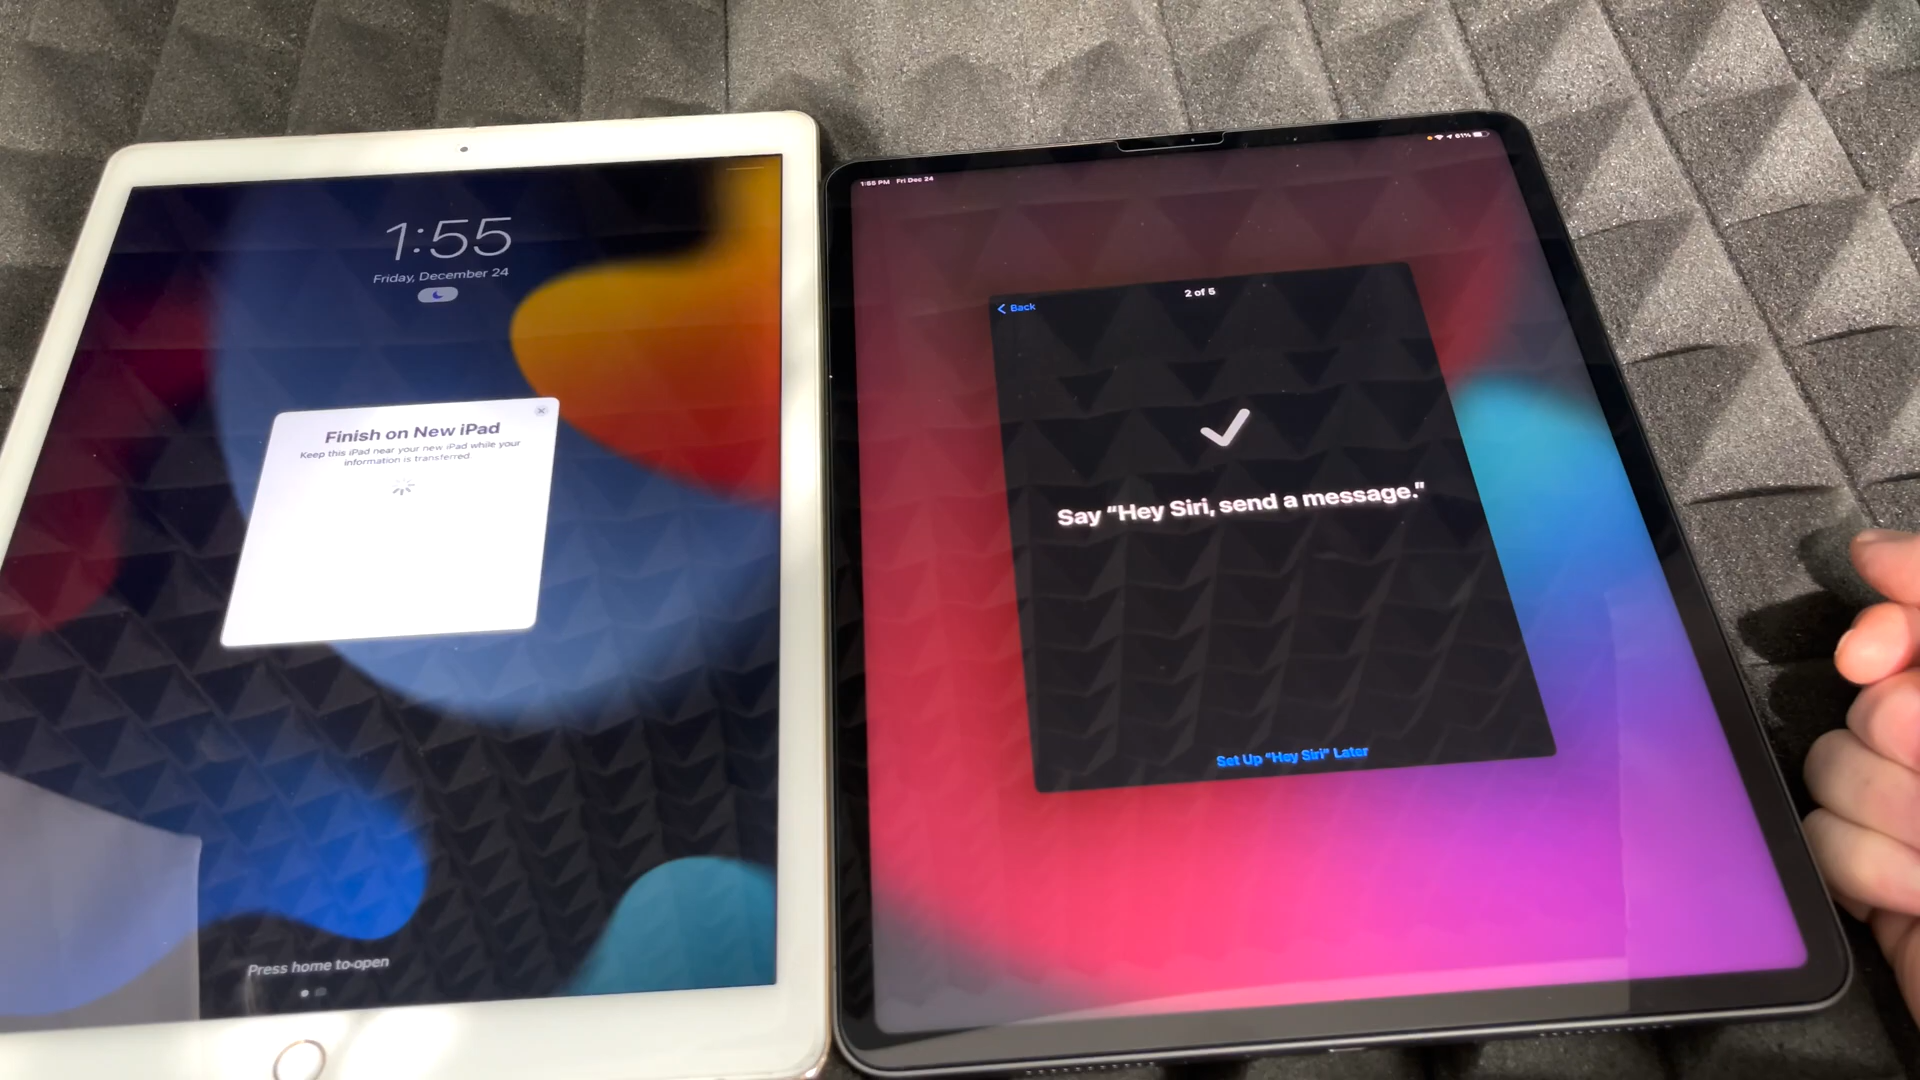 1:55
Friday, December 24
Finish on New iPad
Keep this iPad near your new iPad while your
information is transferred.
Press home to open
1:55 PM Fri Dec 24
61%
Back
2 of 5
Say “Hey Siri, send a message.”
Set Up “Hey Siri” Later